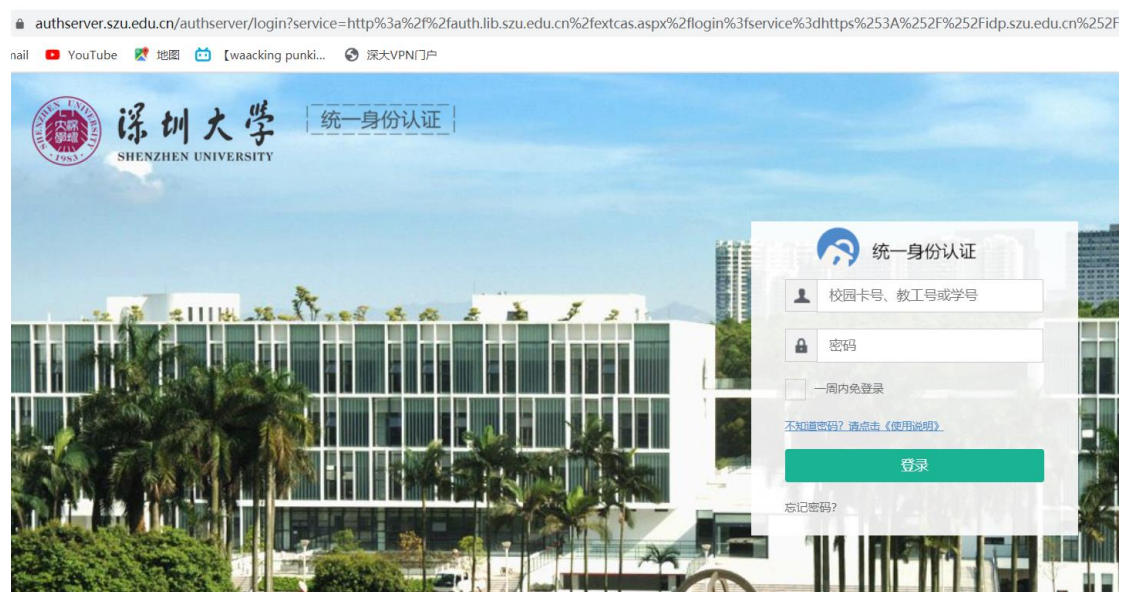 authserver.szu.edu.cn/authserver/login?service=http%3a%2f%2fauth.lib.szu.edu.cn%2fextcas.aspx%2flogin%3fservice%3dhttps%253A%252F%252Fidp.szu.edu.cn%252F
nail YouTube 地图 【waacking punki... 深大VPN门户
SHENZHEN UNIVERSITY
·1983·
深圳大学
SHENZHEN UNIVERSITY
统一身份认证
统一身份认证
校园卡号、教工号或学号
密码
一周内免登录
不知道密码?请点击《使用说明》
登录
忘记密码?